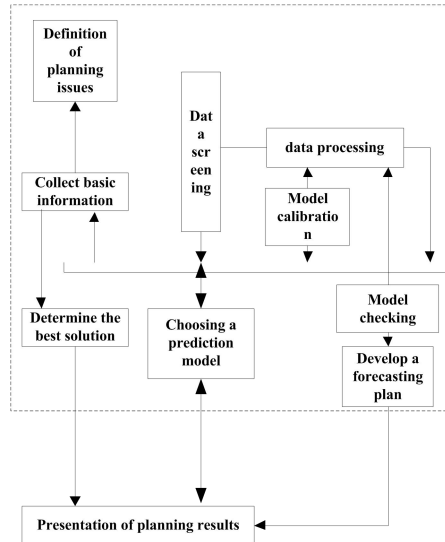 Definition
of
planning
issues
Dat
a
scr
een
ing
data processing
Collect basic
information
Model
calibratio
n
Determine the
best solution
Choosing a
prediction
model
Model
checking
Develop a
forecasting
plan
Presentation of planning results